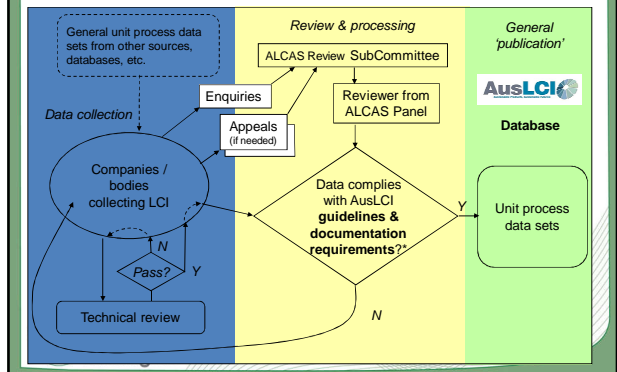 General unit process data
sets from other sources,
databases, etc.
Data collection
Companies /
bodies
collecting LCI
N
Pass?
Y
Technical review
Review & processing
ALCAS Review SubCommittee
Enquiries
Appeals
(if needed)
Reviewer from
ALCAS Panel
Data complies
with AusLCI
guidelines &
documentation
requirements?*
Y
N
General
‘publication’
AusLCI
Database
Unit process
data sets